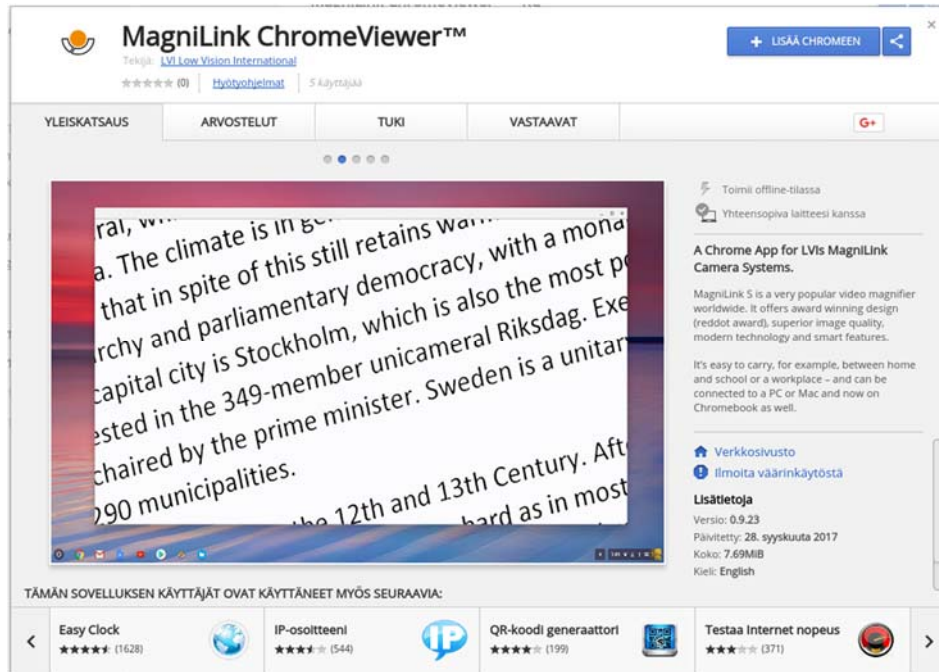 MagniLink ChromeViewer™
Tekijä: LVI Low Vision International
(0) Hyötyohjelmat 5 käyttäjää
+ LISÄÄ CHROMEEN
YLEISKATSAUS ARVOSTELUT TUKI VASTAAVAT G+
ral,
a. The climate is in
that in spite of this still retains
archy and parliamentary democracy, with a mona
capital city is Stockholm, which is also the most po
ested in the 349-member unicameral Riksdag. Exe
chaired by the prime minister. Sweden is a unitar
290 municipalities.
the 12th and 13th Century. Aft
hard as in most
Toimii offline-tilassa
Yhteensopiva laitteesi kanssa
A Chrome App for LVIs MagniLink
Camera Systems.
MagniLink S is a very popular video magnifier
worldwide. It offers award winning design
(reddot award), superior image quality,
modern technology and smart features.
It's easy to carry, for example, between home
and school or a workplace – and can be
connected to a PC or Mac and now on
Chromebook as well.
Verkkosivusto
Ilmoita väärinkäytöstä
Lisätietoja
Versio: 0.9.23
Päivitetty: 28. syyskuuta 2017
Koko: 7.69MiB
Kieli: English
TÄMÄN SOVELLUKSEN KÄYTTÄJÄT OVAT KÄYTTÄNEET MYÖS SEURAAVIA:
Easy Clock
(1628)
IP-osoitteeni
(544)
IP
QR-koodi generaattori
(199)
Testaa Internet nopeus
(371)